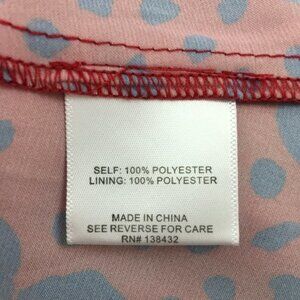 SELF: 100% POLYESTER
LINING: 100% POLYESTER
MADE IN CHINA
SEE REVERSE FOR CARE
RN# 138432